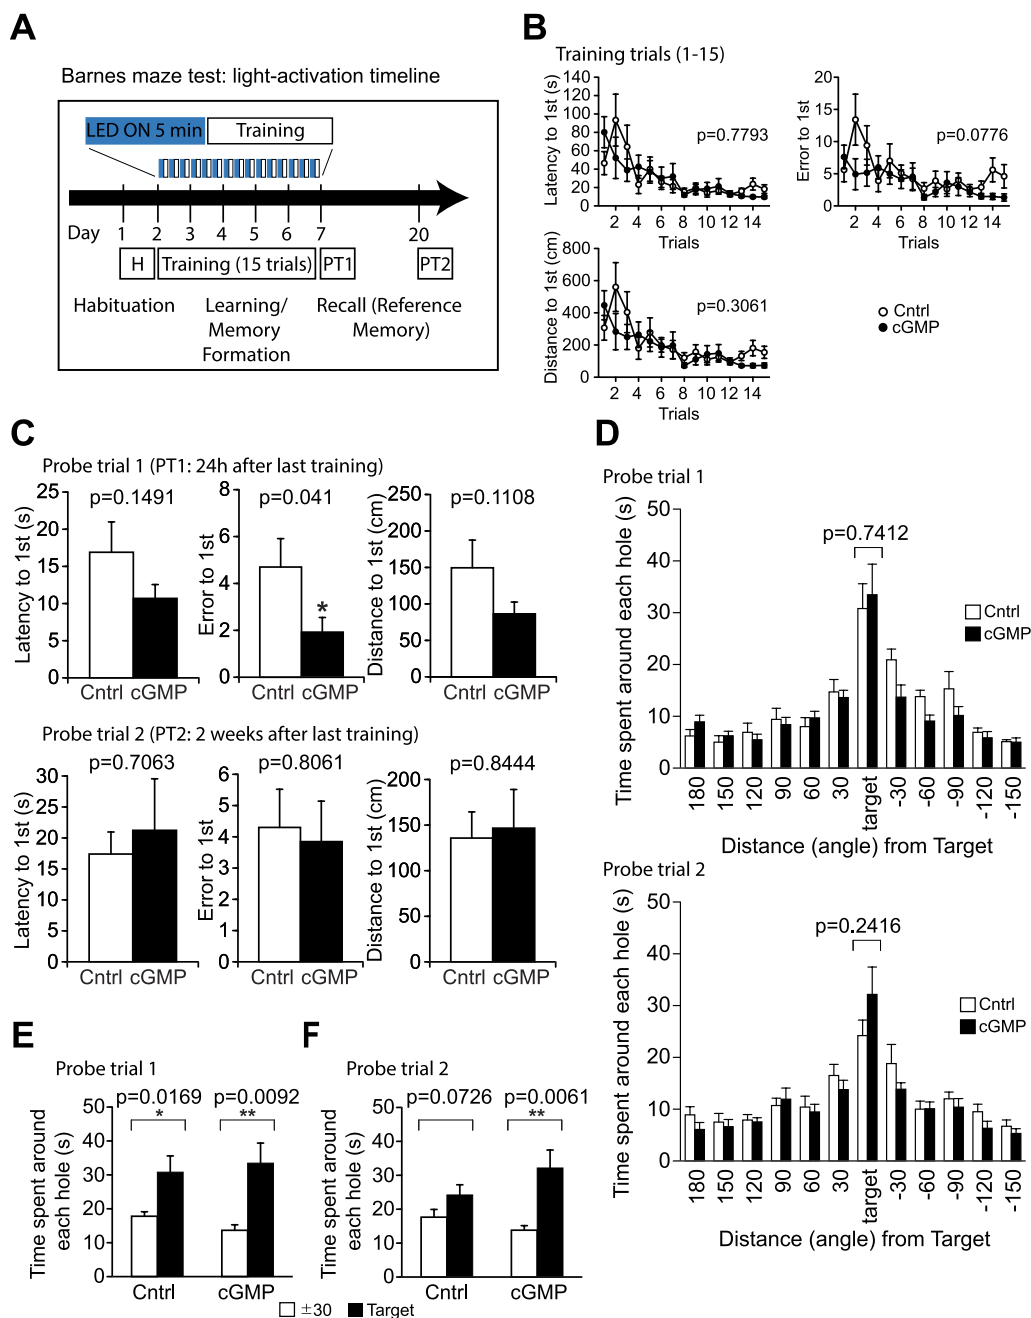 A
Barnes maze test: light-activation timeline
LED ON 5 min
Training
Day 1 2 3 4 5 6 7 20
H Training (15 trials) PT1 PT2
Habituation
Learning/
Memory
Formation
Recall (Reference
Memory)
B
Training trials (1-15)
Latency to 1st (s)
140
120
100
80
60
40
20
0
p=0.7793
2 4 6 8 10 12 14
Trials
Error to 1st
20
15
10
5
0
p=0.0776
2 4 6 8 10 12 14
Trials
Distance to 1st (cm)
800
600
400
200
0
p=0.3061
2 4 6 8 10 12 14
Trials
Cntrl
cGMP
C
Probe trial 1 (PT1: 24h after last training)
Latency to 1st (s)
25
20
15
10
5
0
p=0.1491
Cntrl cGMP
Error to 1st
8
6
4
2
0
p=0.041
*
Cntrl cGMP
Distance to 1st (cm)
250
200
150
100
50
0
p=0.1108
Cntrl cGMP
Probe trial 2 (PT2: 2 weeks after last training)
Latency to 1st (s)
30
25
20
15
10
5
0
p=0.7063
Cntrl cGMP
Error to 1st
6
5
4
3
2
1
0
p=0.8061
Cntrl cGMP
Distance to 1st (cm)
200
150
100
50
0
p=0.8444
Cntrl cGMP
D
Probe trial 1
Time spent around each hole (s)
50
40
30
20
10
0
p=0.7412
Cntrl
cGMP
180 150 120 90 60 30 target -30 -60 -90 -120 -150
Distance (angle) from Target
Probe trial 2
Time spent around each hole (s)
50
40
30
20
10
0
p=0.2416
Cntrl
cGMP
180 150 120 90 60 30 target -30 -60 -90 -120 -150
Distance (angle) from Target
E
Probe trial 1
Time spent around
each hole (s)
50
40
30
20
10
0
p=0.0169 p=0.0092
* **
Cntrl cGMP
F
Probe trial 2
50
40
30
20
10
0
p=0.0726 p=0.0061
**
Cntrl cGMP
±30 Target